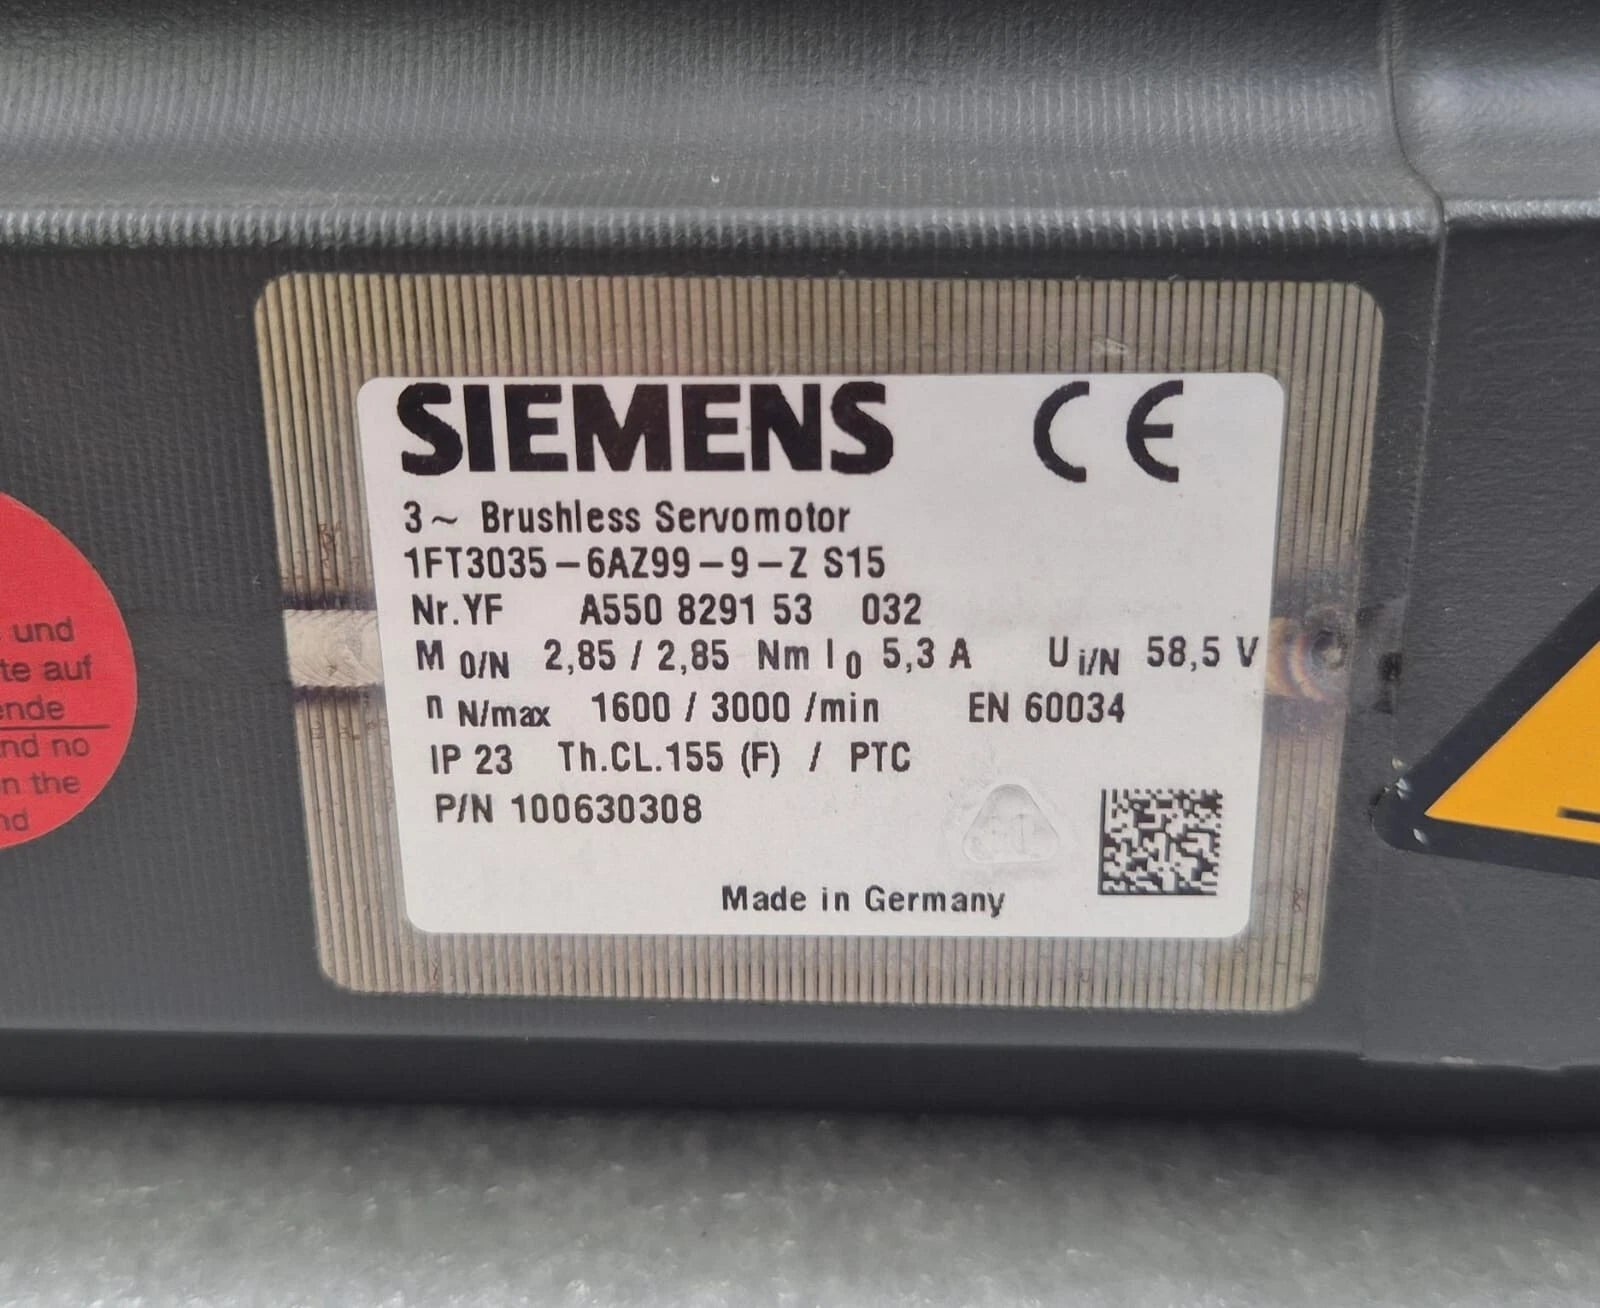 SIEMENS CE
3~ Brushless Servomotor
1FT3035-6AZ99-9-Z S15
Nr.YF A550 8291 53 032
M 0/N 2,85 / 2,85 Nm I 0 5,3 A U i/N 58,5 V
n N/max 1600 / 3000 /min EN 60034
IP 23 Th.CL.155 (F) / PTC
P/N 100630308
Made in Germany
und
te auf
ende
nd no
n the
nd